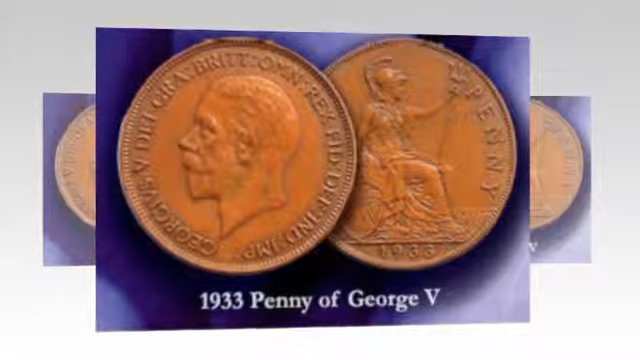 GEORGIVS V DEI GRA: BRITT: OMN: REX FID: DEF: IND: IMP:
PENNY
1933
1933 Penny of George V
V